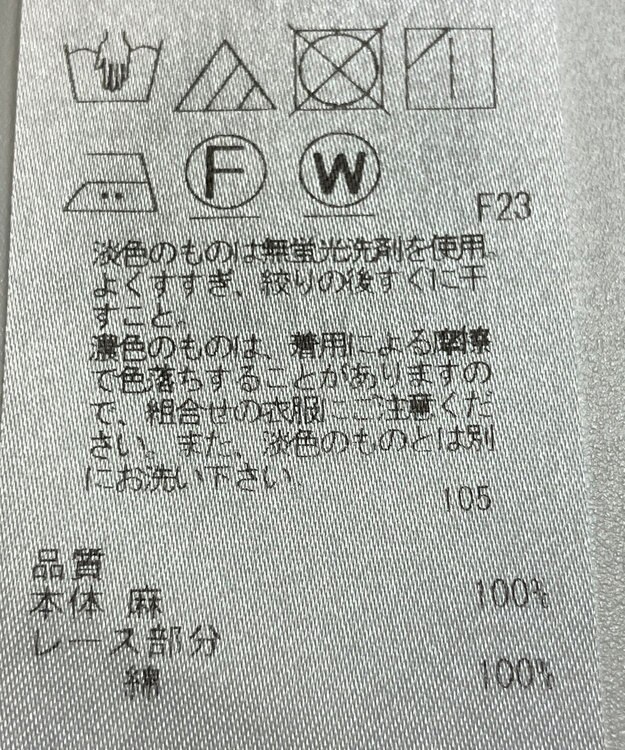 F W
F23
淡色のものは無蛍光洗剤を使用。
よくすすぎ、絞りの後すぐに干
すこと。
濃色のものは、着用による摩擦
で色落ちすることがありますの
で、組合せの衣服にご注意くだ
さい。また、淡色のものとは別
にお洗い下さい。
105
品質
本体 麻 100%
レース部分
綿 100%